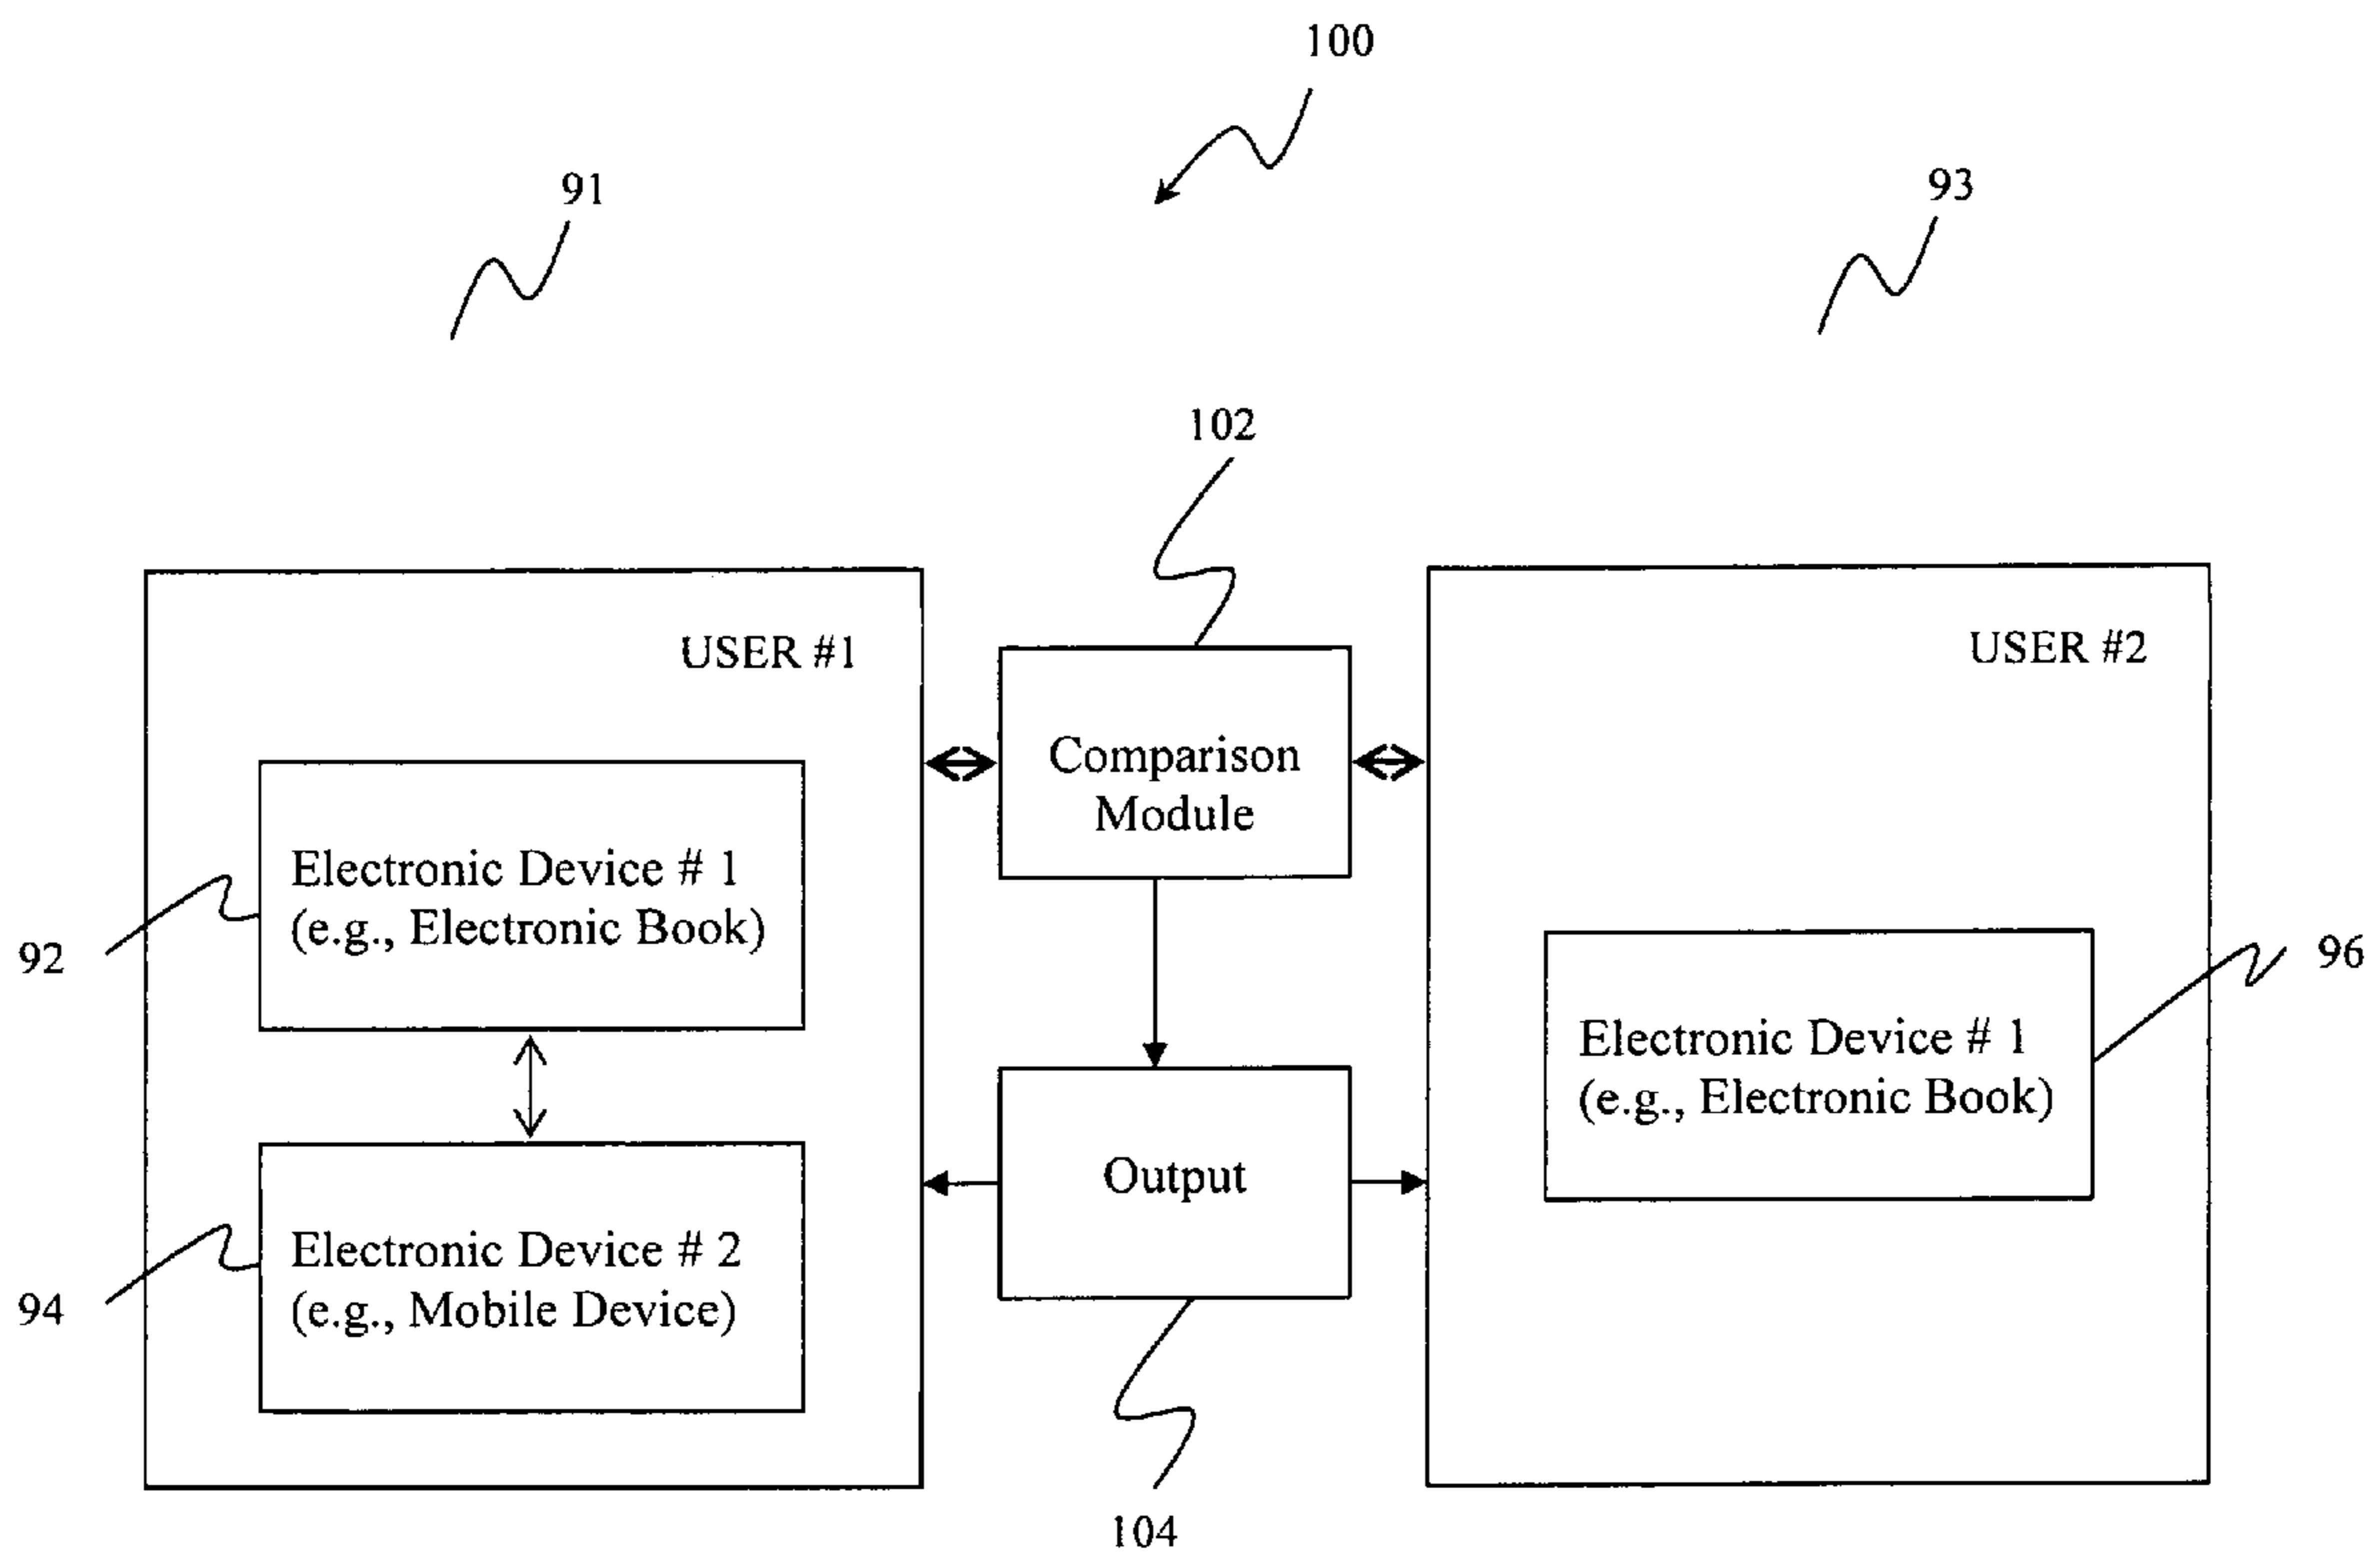 100
91
93
102
USER #1
USER #2
Comparison
Module
Electronic Device # 1
(e.g., Electronic Book)
92
96
Electronic Device # 1
(e.g., Electronic Book)
Output
Electronic Device # 2
(e.g., Mobile Device)
94
104